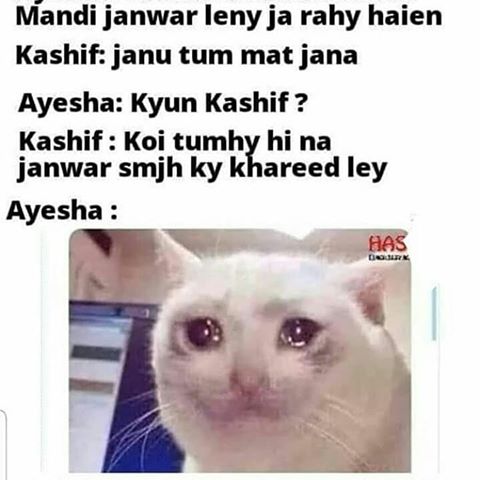 Mandi janwar leny ja rahy haien
Kashif: janu tum mat jana
Ayesha: Kyun Kashif ?
Kashif : Koi tumhy hi na
janwar smjh ky khareed ley
Ayesha :
HAS